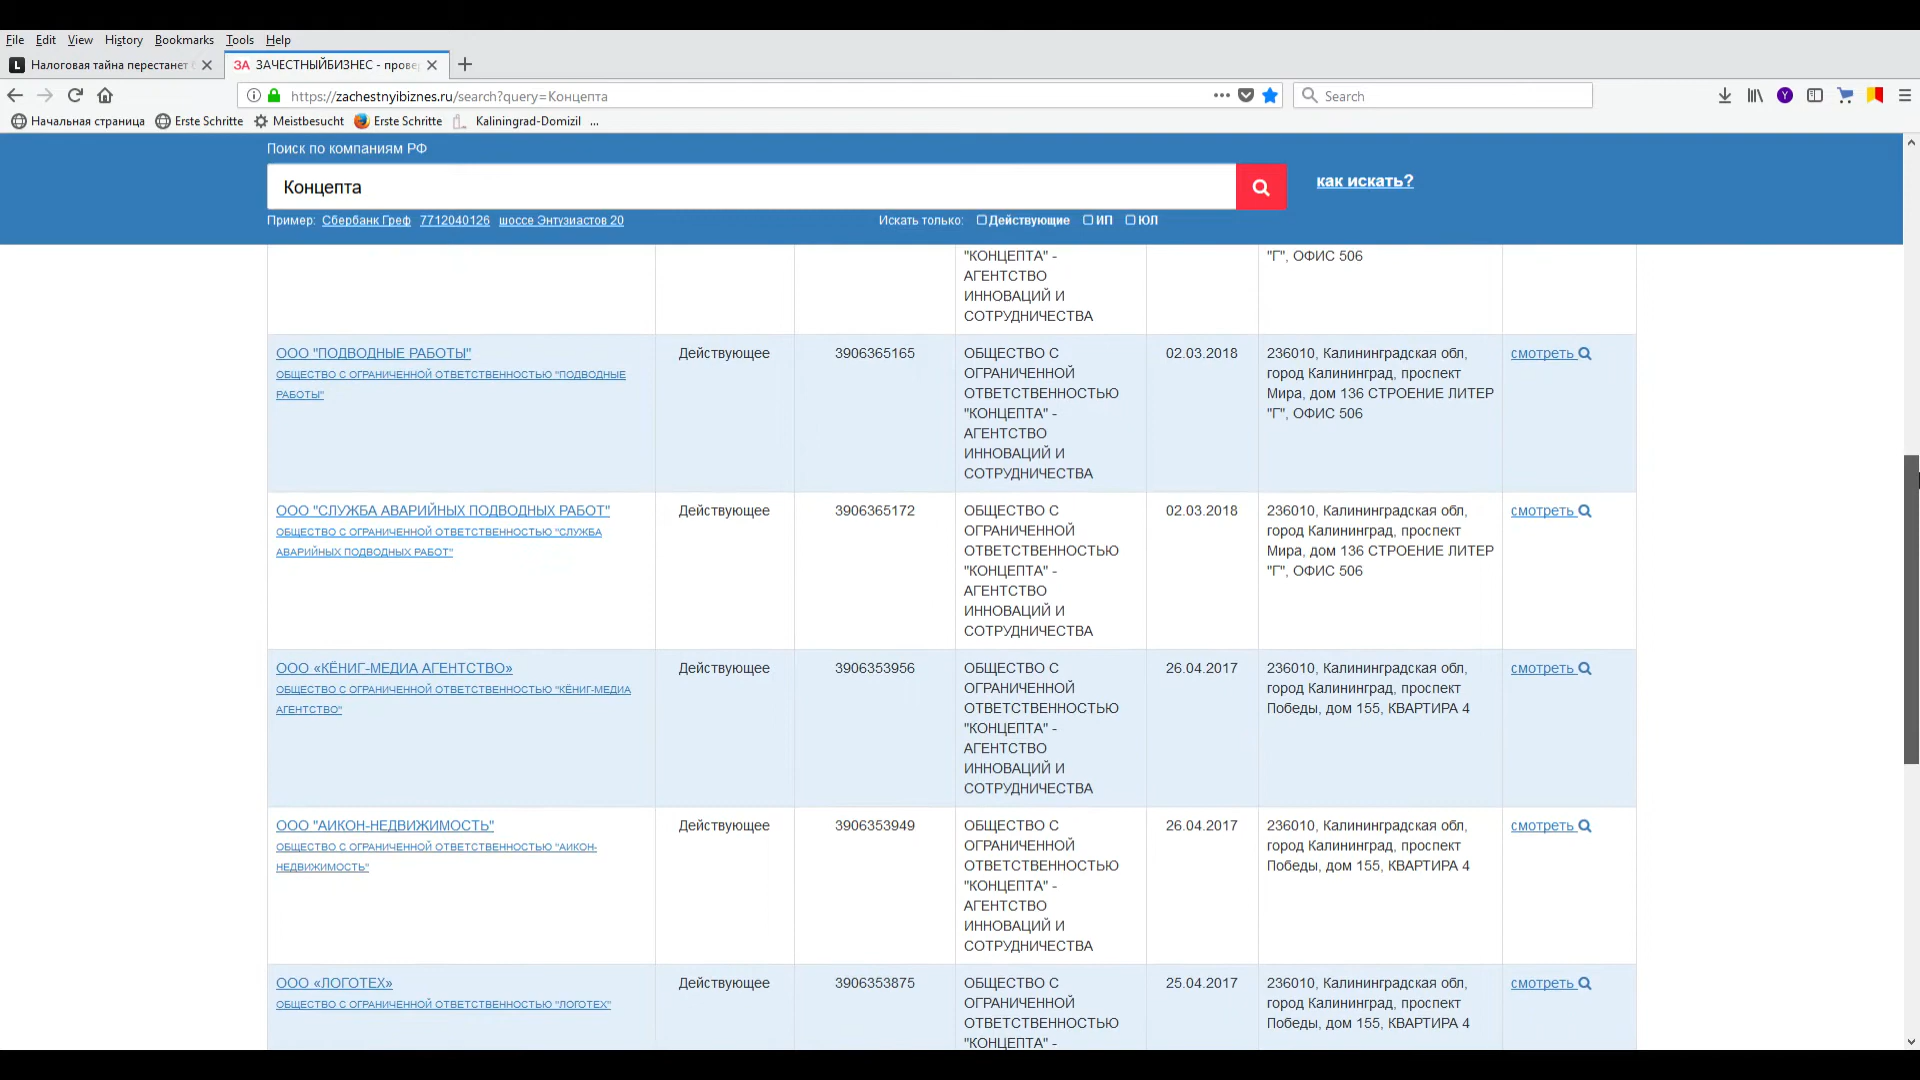 File Edit View History Bookmarks Tools Help
Налоговая тайна перестанет
ЗА ЗАЧЕСТНЫЙБИЗНЕС - прове
https://zachestnyibiznes.ru/search?query=Концепта
Search
Начальная страница Erste Schritte Meistbesucht Erste Schritte Kaliningrad-Domizil ...
Поиск по компаниям РФ
Концепта
как искать?
Пример: Сбербанк Греф 7712040126 шоссе Энтузиастов 20
Искать только: Действующие ИП ЮЛ
"КОНЦЕПТА" -
АГЕНТСТВО
ИННОВАЦИЙ И
СОТРУДНИЧЕСТВА
"Г", ОФИС 506
ООО "ПОДВОДНЫЕ РАБОТЫ"
ОБЩЕСТВО С ОГРАНИЧЕННОЙ ОТВЕТСТВЕННОСТЬЮ "ПОДВОДНЫЕ
РАБОТЫ"
Действующее
3906365165
ОБЩЕСТВО С
ОГРАНИЧЕННОЙ
ОТВЕТСТВЕННОСТЬЮ
"КОНЦЕПТА" -
АГЕНТСТВО
ИННОВАЦИЙ И
СОТРУДНИЧЕСТВА
02.03.2018
236010, Калининградская обл,
город Калининград, проспект
Мира, дом 136 СТРОЕНИЕ ЛИТЕР
"Г", ОФИС 506
смотреть
ООО "СЛУЖБА АВАРИЙНЫХ ПОДВОДНЫХ РАБОТ"
ОБЩЕСТВО С ОГРАНИЧЕННОЙ ОТВЕТСТВЕННОСТЬЮ "СЛУЖБА
АВАРИЙНЫХ ПОДВОДНЫХ РАБОТ"
Действующее
3906365172
ОБЩЕСТВО С
ОГРАНИЧЕННОЙ
ОТВЕТСТВЕННОСТЬЮ
"КОНЦЕПТА" -
АГЕНТСТВО
ИННОВАЦИЙ И
СОТРУДНИЧЕСТВА
02.03.2018
236010, Калининградская обл,
город Калининград, проспект
Мира, дом 136 СТРОЕНИЕ ЛИТЕР
"Г", ОФИС 506
смотреть
ООО «КЁНИГ-МЕДИА АГЕНТСТВО»
ОБЩЕСТВО С ОГРАНИЧЕННОЙ ОТВЕТСТВЕННОСТЬЮ "КЁНИГ-МЕДИА
АГЕНТСТВО"
Действующее
3906353956
ОБЩЕСТВО С
ОГРАНИЧЕННОЙ
ОТВЕТСТВЕННОСТЬЮ
"КОНЦЕПТА" -
АГЕНТСТВО
ИННОВАЦИЙ И
СОТРУДНИЧЕСТВА
26.04.2017
236010, Калининградская обл,
город Калининград, проспект
Победы, дом 155, КВАРТИРА 4
смотреть
ООО "АИКОН-НЕДВИЖИМОСТЬ"
ОБЩЕСТВО С ОГРАНИЧЕННОЙ ОТВЕТСТВЕННОСТЬЮ "АИКОН-
НЕДВИЖИМОСТЬ"
Действующее
3906353949
ОБЩЕСТВО С
ОГРАНИЧЕННОЙ
ОТВЕТСТВЕННОСТЬЮ
"КОНЦЕПТА" -
АГЕНТСТВО
ИННОВАЦИЙ И
СОТРУДНИЧЕСТВА
26.04.2017
236010, Калининградская обл,
город Калининград, проспект
Победы, дом 155, КВАРТИРА 4
смотреть
ООО «ЛОГОТЕХ»
ОБЩЕСТВО С ОГРАНИЧЕННОЙ ОТВЕТСТВЕННОСТЬЮ "ЛОГОТЕХ"
Действующее
3906353875
ОБЩЕСТВО С
ОГРАНИЧЕННОЙ
ОТВЕТСТВЕННОСТЬЮ
"КОНЦЕПТА" -
25.04.2017
236010, Калининградская обл,
город Калининград, проспект
Победы, дом 155, КВАРТИРА 4
смотреть